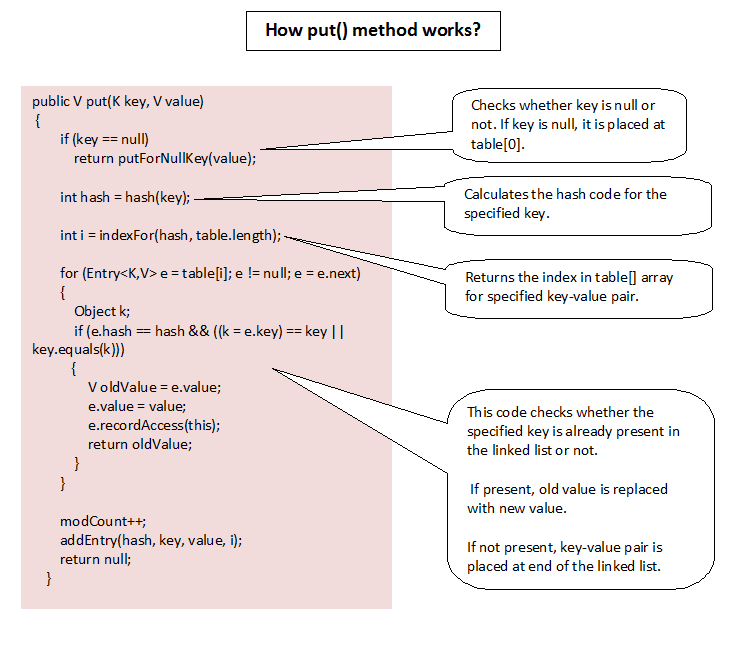 How put() method works?
public V put(K key, V value)
{
if (key == null)
return putForNullKey(value);
int hash = hash(key);
int i = indexFor(hash, table.length);
for (Entry<K,V> e = table[i]; e != null; e = e.next)
{
Object k;
if (e.hash == hash && ((k = e.key) == key ||
key.equals(k)))
{
V oldValue = e.value;
e.value = value;
e.recordAccess(this);
return oldValue;
}
}
modCount++;
addEntry(hash, key, value, i);
return null;
}
Checks whether key is null or
not. If key is null, it is placed at
table[0].
Calculates the hash code for the
specified key.
Returns the index in table[] array
for specified key-value pair.
This code checks whether the
specified key is already present in
the linked list or not.
If present, old value is replaced
with new value.
If not present, key-value pair is
placed at end of the linked list.